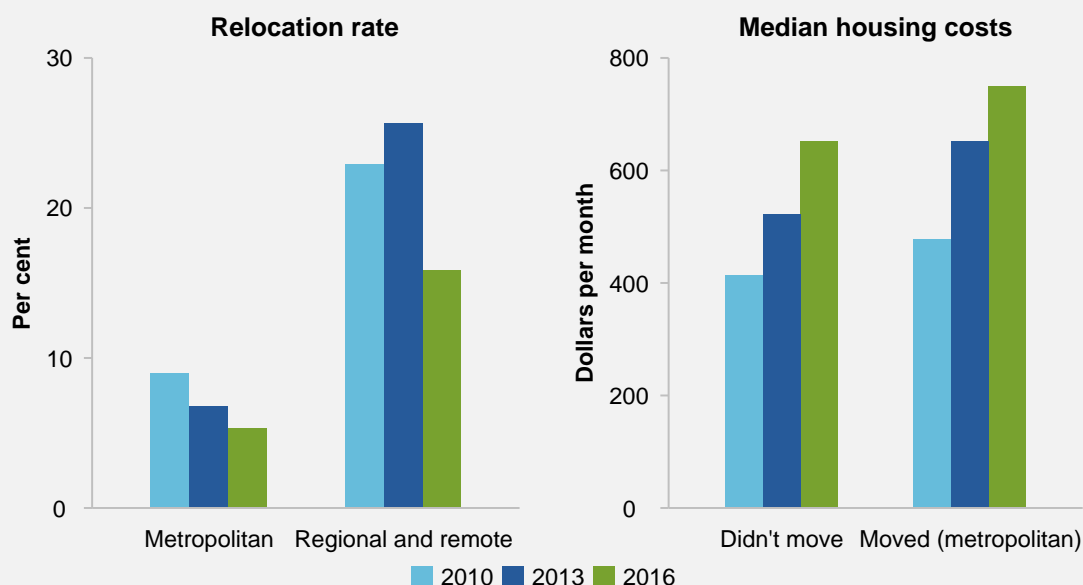 Relocation rate
Per cent
30
20
10
0
Metropolitan Regional and remote
Median housing costs
Dollars per month
800
600
400
200
0
Didn't move Moved (metropolitan)
2010 2013 2016